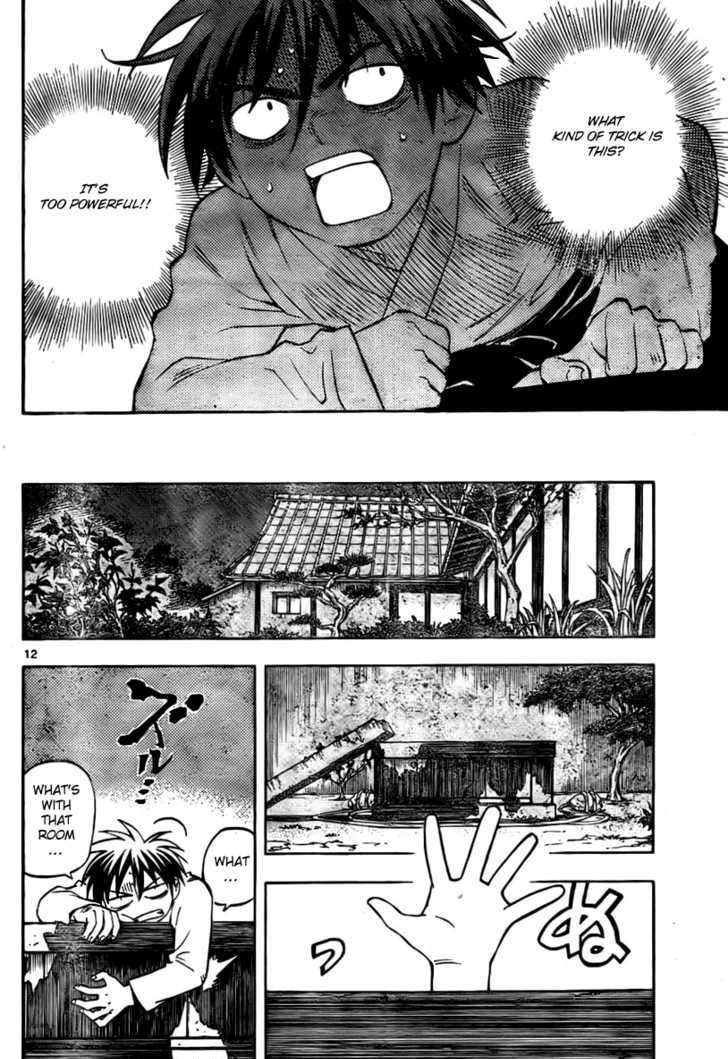 WHAT
KIND OF TRICK IS
THIS?
IT'S
TOO POWERFUL!!
12
ぬっ
WHAT
...
WHAT'S
WITH
THAT
ROOM
...
ズルル…